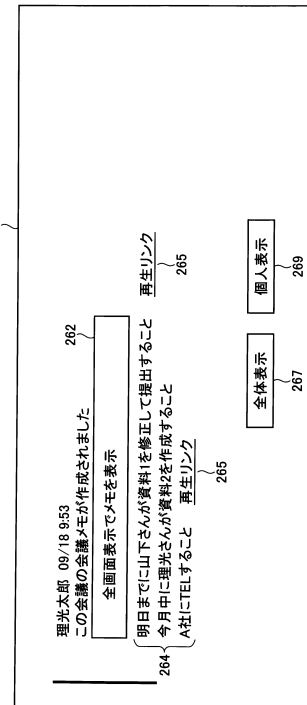 理光太郎 09/18 9:53
この会議の会議メモが作成されました
262
全画面表示でメモを表示
264
明日までに山下さんが資料1を修正して提出すること 再生リンク
265
今月中に理光さんが資料2を作成すること
A社にTELすること 再生リンク
265
全体表示
267
個人表示
269